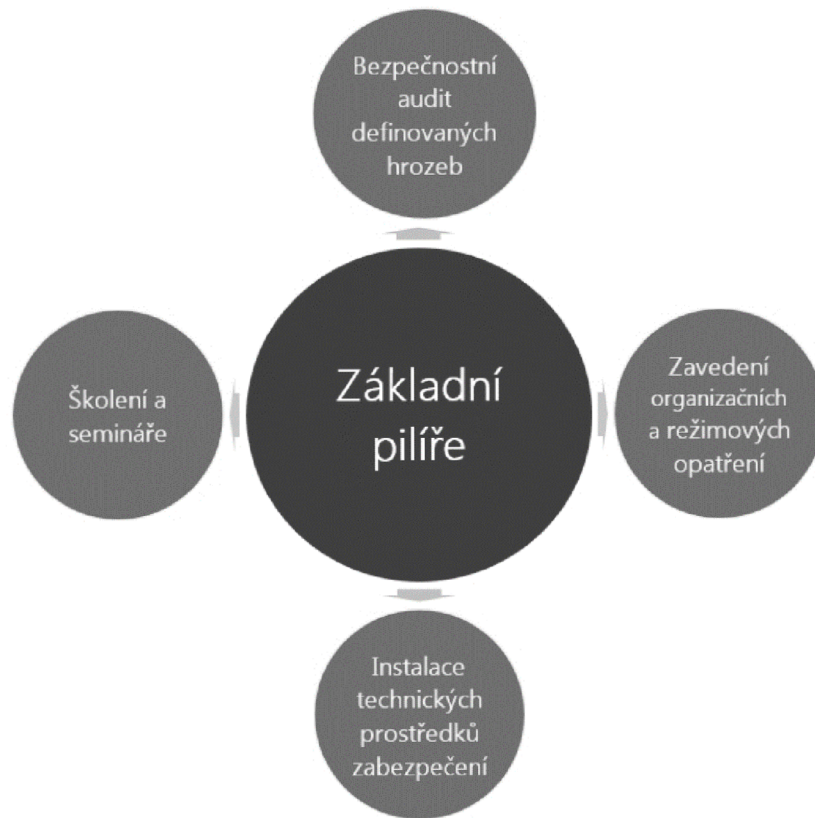 Bezpečnostní
audit
definovaných
hrozeb
Školení a
semináře
Základní
pilíře
Zavedení
organizačních
a režimových
opatření
Instalace
technických
prostředků
zabezpečení